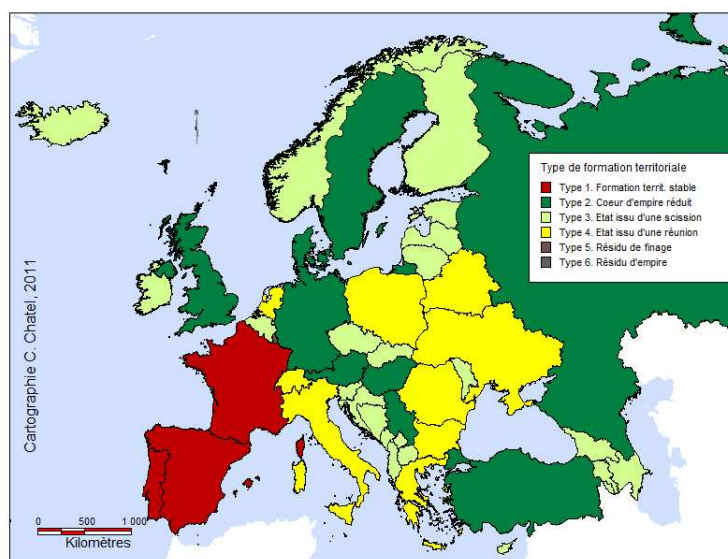 Type de formation territoriale
Type 1. Formation territ. stable
Type 2. Coeur d'empire réduit
Type 3. Etat issu d'une scission
Type 4. Etat issu d'une réunion
Type 5. Résidu de finage
Type 6. Résidu d'empire
Cartographie C. Chatel, 2011
0 500 1 000
Kilomètres